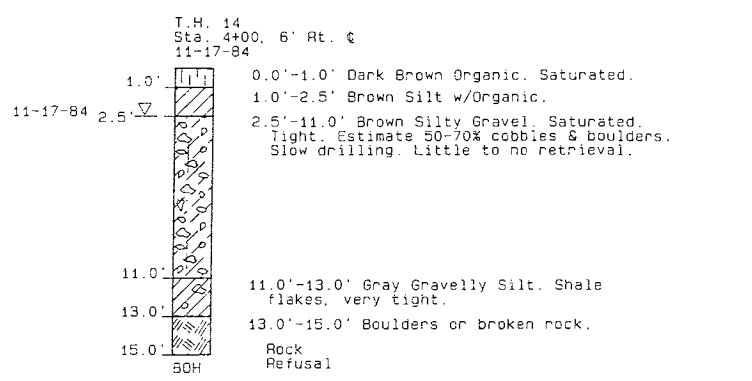 T.H. 14
Sta. 4+00, 6' Rt. ℄
11-17-84
1.0'
0.0'-1.0' Dark Brown Organic. Saturated.
1.0'-2.5' Brown Silt w/Organic.
11-17-84 2.5'
2.5'-11.0' Brown Silty Gravel. Saturated.
Tight. Estimate 50-70% cobbles & boulders.
Slow drilling. Little to no retrieval.
11.0'
11.0'-13.0' Gray Gravelly Silt. Shale
flakes, very tight.
13.0'
13.0'-15.0' Boulders or broken rock.
15.0'
Rock
Refusal
BOH